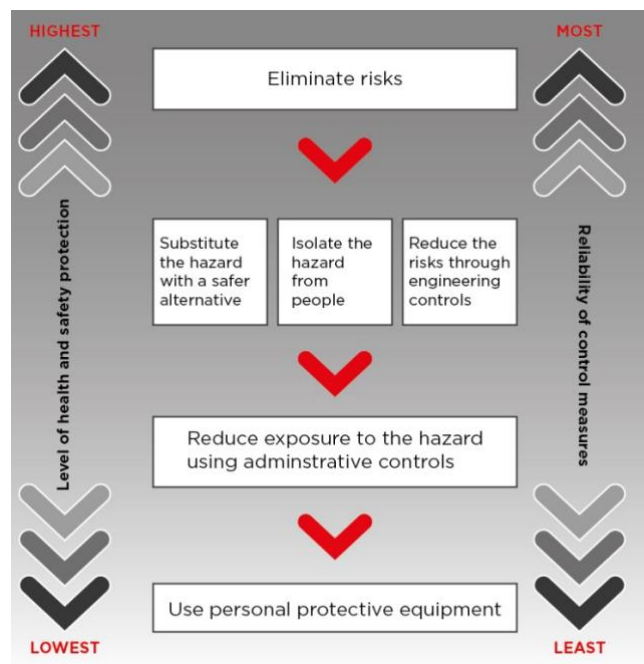 HIGHEST
MOST
Eliminate risks
Level of health and safety protection
Substitute
the hazard
with a safer
alternative
Isolate the
hazard
from
people
Reduce the
risks through
engineering
controls
Reliability of control measures
Reduce exposure to the hazard
using adminstrative controls
Use personal protective equipment
LOWEST
LEAST